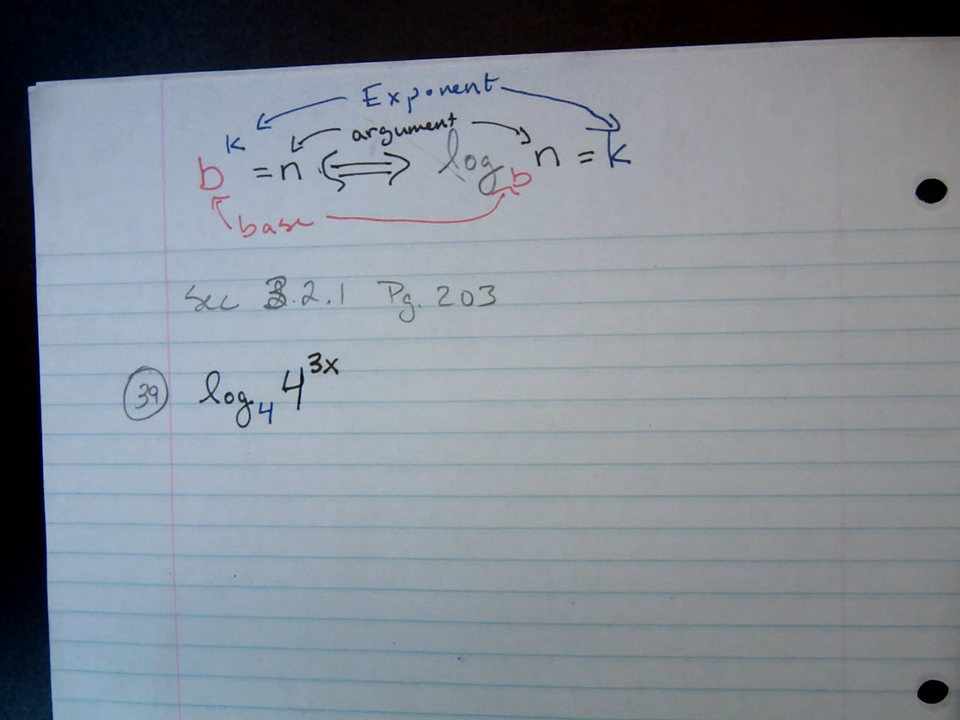 Exponent
argument
b^k = n ⟺ log_b n = k
base
Sec 3.2.1 Pg. 203
39 log_4 4^{3x}